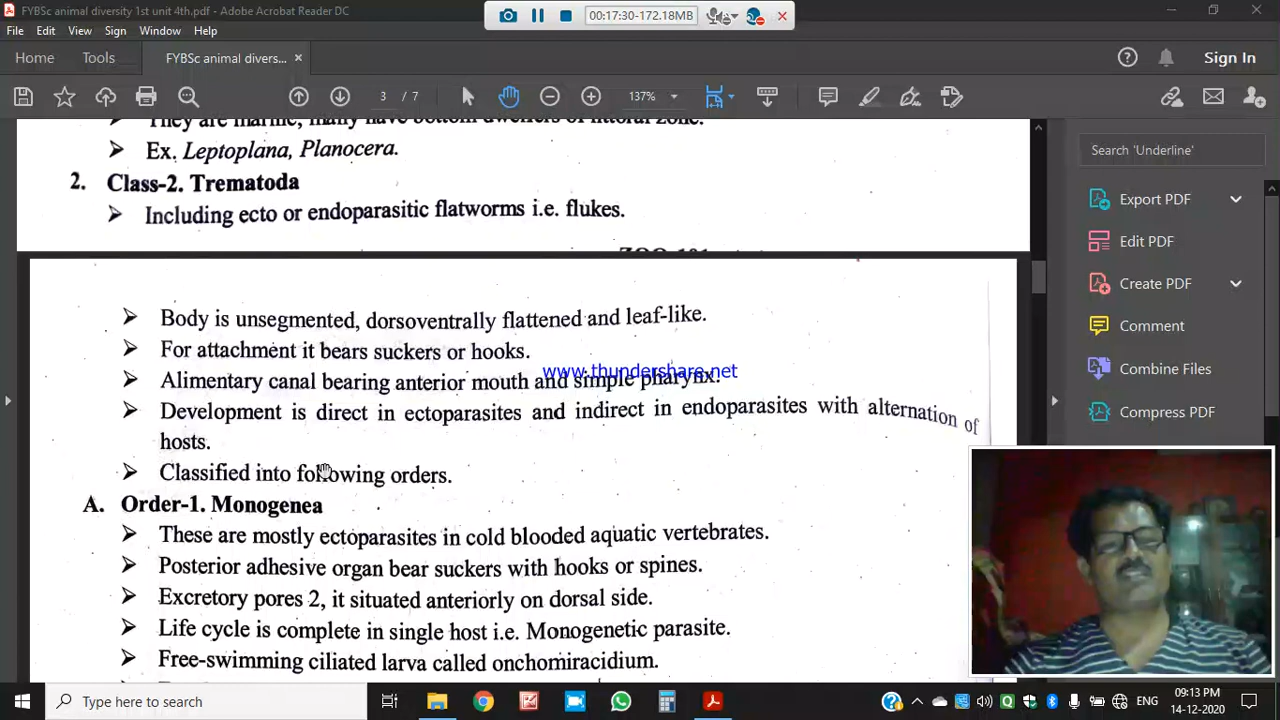 FYBSc animal diversity 1st unit 4th.pdf - Adobe Acrobat Reader DC
00:17:30-172.18MB
File Edit View Sign Window Help
Home Tools FYBSc animal divers... × Sign In
3 / 7 137%
They are marine, many have bottom dwellers of littoral zone.
Ex. Leptoplana, Planocera.
2. Class-2. Trematoda
Including ecto or endoparasitic flatworms i.e. flukes.
ZOO-101
Body is unsegmented, dorsoventrally flattened and leaf-like.
For attachment it bears suckers or hooks.
www.thundershare.net
Alimentary canal bearing anterior mouth and simple pharynx.
Development is direct in ectoparasites and indirect in endoparasites with alternation of
hosts.
Classified into following orders.
A. Order-1. Monogenea
These are mostly ectoparasites in cold blooded aquatic vertebrates.
Posterior adhesive organ bear suckers with hooks or spines.
Excretory pores 2, it situated anteriorly on dorsal side.
Life cycle is complete in single host i.e. Monogenetic parasite.
Free-swimming ciliated larva called onchomiracidium.
Search 'Underline'
Export PDF
Edit PDF
Create PDF
Comment
Combine Files
Compress PDF
Type here to search
ENG
09:13 PM
14-12-2020